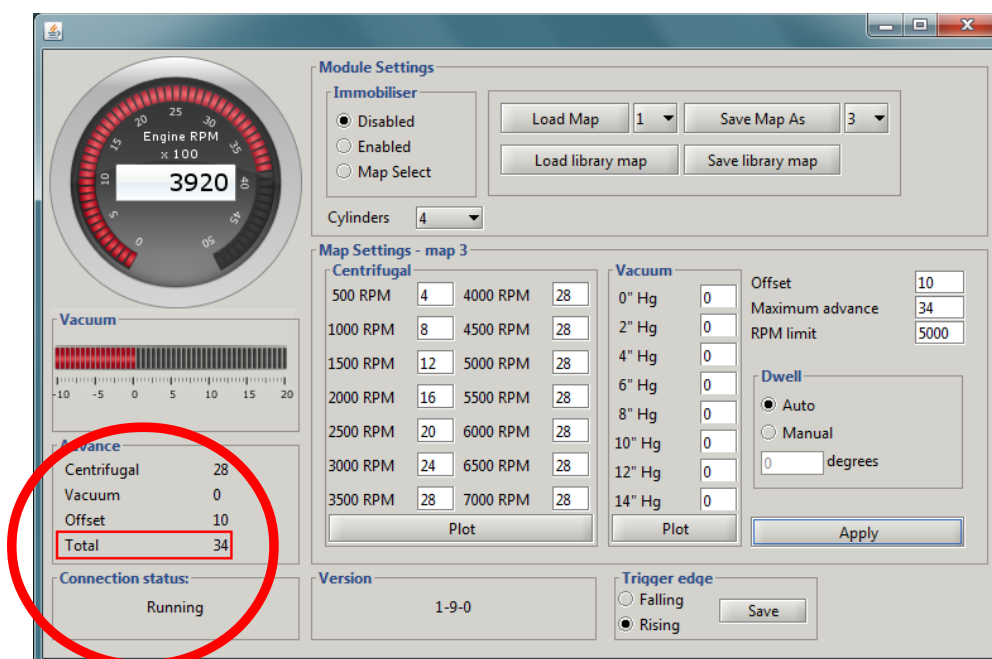 Engine RPM
x 100
0 5 10 15 20 25 30 35 40 45 50
3920
Vacuum
-10 -5 0 5 10 15 20
Advance
Centrifugal 28
Vacuum 0
Offset 10
Total 34
Connection status:
Running
Module Settings
Immobiliser
Disabled
Enabled
Map Select
Load Map 1 Save Map As 3
Load library map Save library map
Cylinders 4
Map Settings - map 3
Centrifugal
500 RPM 4 4000 RPM 28
1000 RPM 8 4500 RPM 28
1500 RPM 12 5000 RPM 28
2000 RPM 16 5500 RPM 28
2500 RPM 20 6000 RPM 28
3000 RPM 24 6500 RPM 28
3500 RPM 28 7000 RPM 28
Plot
Vacuum
0" Hg 0
2" Hg 0
4" Hg 0
6" Hg 0
8" Hg 0
10" Hg 0
12" Hg 0
14" Hg 0
Plot
Offset 10
Maximum advance 34
RPM limit 5000
Dwell
Auto
Manual
0 degrees
Apply
Version
1-9-0
Trigger edge
Falling
Rising
Save